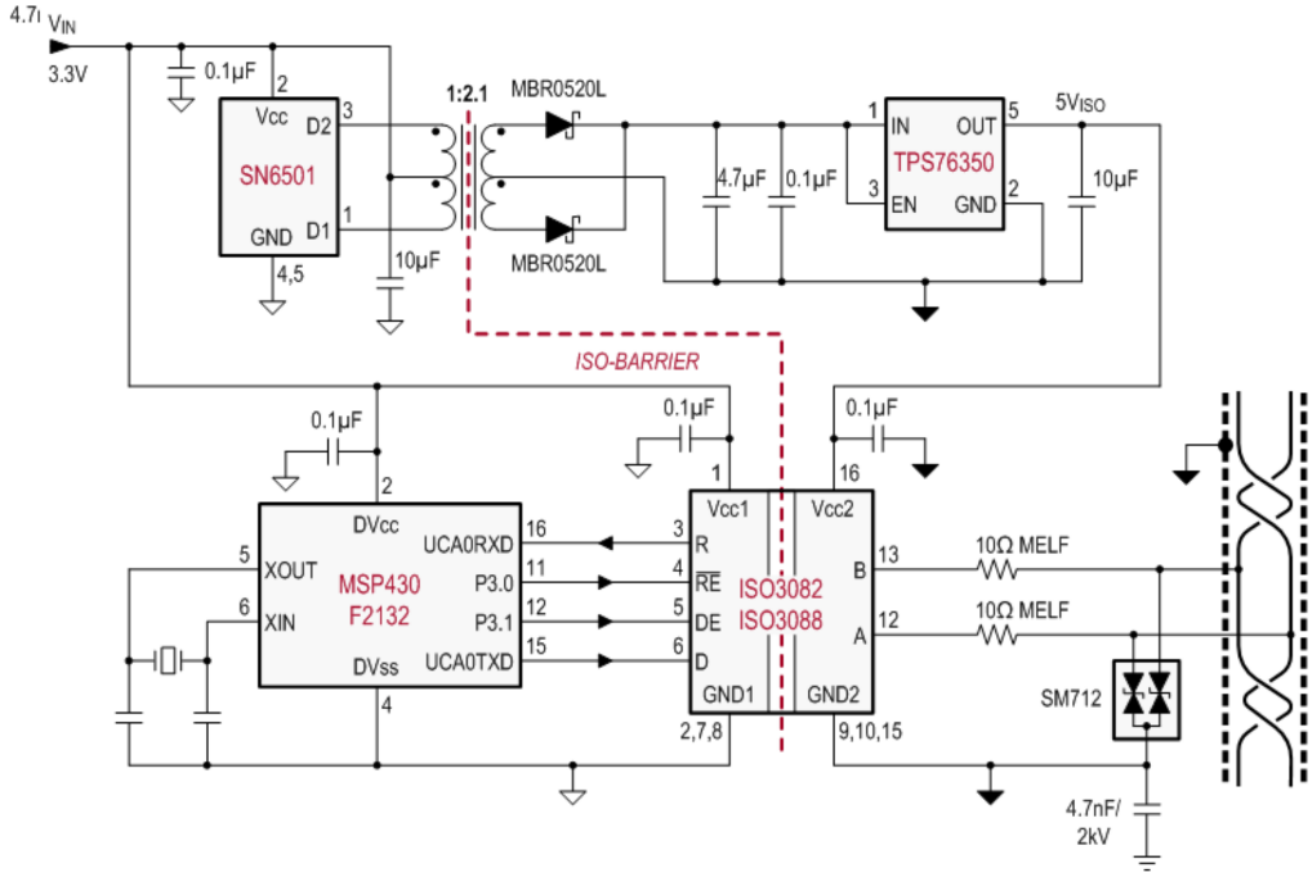 4.7I
VIN
3.3V
0.1µF
2
Vcc
D2
3
SN6501
D1
1
GND
4,5
10µF
1:2.1
MBR0520L
MBR0520L
4.7µF
0.1µF
1
IN
OUT
5
TPS76350
3
EN
GND
2
5VISO
10µF
ISO-BARRIER
0.1µF
0.1µF
0.1µF
2
DVcc
5
XOUT
UCA0RXD
16
MSP430
F2132
P3.0
11
6
XIN
P3.1
12
UCA0TXD
15
DVss
4
1
Vcc1
3
R
4
RE
5
DE
6
D
GND1
2,7,8
ISO3082
ISO3088
16
Vcc2
B
13
A
12
GND2
9,10,15
10Ω MELF
10Ω MELF
SM712
4.7nF/
2kV